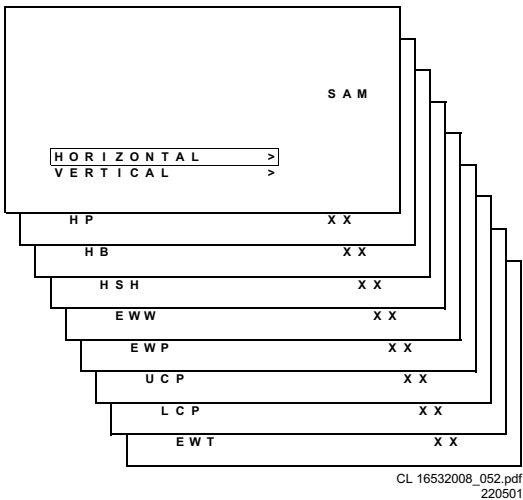 SAM
HORIZONTAL >
VERTICAL >
HP XX
HB XX
HSH XX
EWW XX
EWP XX
UCP XX
LCP XX
EWT XX
CL 16532008_052.pdf
220501